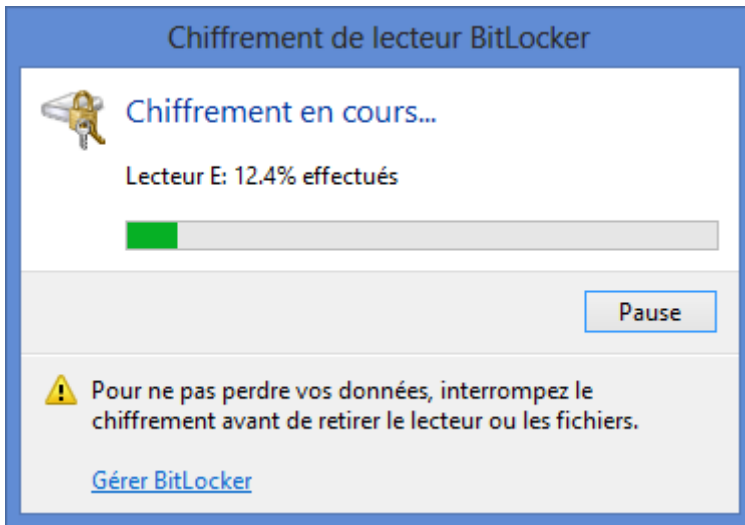 Chiffrement de lecteur BitLocker
Chiffrement en cours...
Lecteur E: 12.4% effectués
Pause
Pour ne pas perdre vos données, interrompez le
chiffrement avant de retirer le lecteur ou les fichiers.
Gérer BitLocker